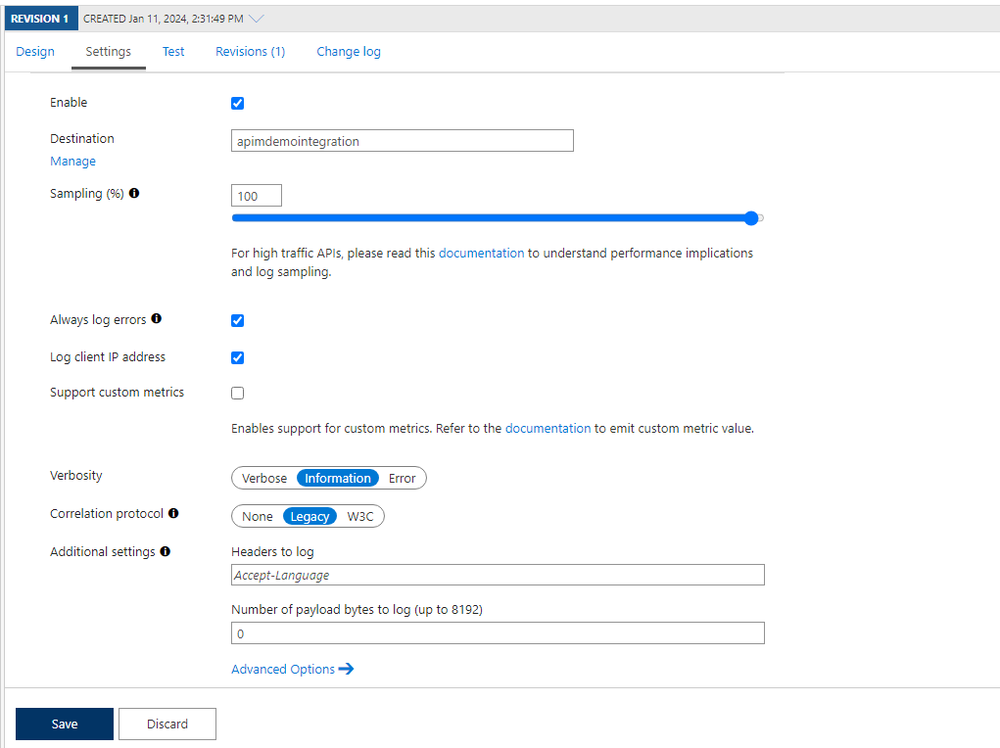 REVISION 1 CREATED Jan 11, 2024, 2:31:49 PM
Design Settings Test Revisions (1) Change log
Enable
Destination apimdemointegration
Manage
Sampling (%) 100
For high traffic APIs, please read this documentation to understand performance implications
and log sampling.
Always log errors
Log client IP address
Support custom metrics
Enables support for custom metrics. Refer to the documentation to emit custom metric value.
Verbosity Verbose Information Error
Correlation protocol None Legacy W3C
Additional settings Headers to log
Accept-Language
Number of payload bytes to log (up to 8192)
0
Advanced Options
Save Discard